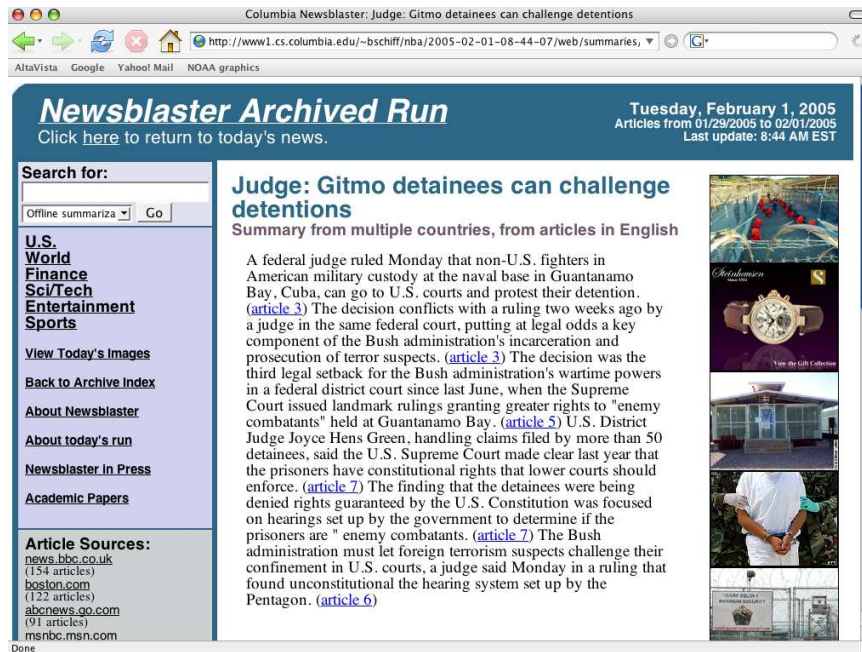 Columbia Newsblaster: Judge: Gitmo detainees can challenge detentions
http://www1.cs.columbia.edu/~bschiff/nba/2005-02-01-08-44-07/web/summaries/
G
AltaVista Google Yahoo! Mail NOAA graphics
Newsblaster Archived Run
Click here to return to today's news.
Tuesday, February 1, 2005
Articles from 01/29/2005 to 02/01/2005
Last update: 8:44 AM EST
Search for:
Offline summariza Go
U.S.
World
Finance
Sci/Tech
Entertainment
Sports
View Today's Images
Back to Archive Index
About Newsblaster
About today's run
Newsblaster in Press
Academic Papers
Article Sources:
news.bbc.co.uk
(154 articles)
boston.com
(122 articles)
abcnews.go.com
(91 articles)
msnbc.msn.com
Judge: Gitmo detainees can challenge
detentions
Summary from multiple countries, from articles in English
A federal judge ruled Monday that non-U.S. fighters in
American military custody at the naval base in Guantanamo
Bay, Cuba, can go to U.S. courts and protest their detention.
(article 3) The decision conflicts with a ruling two weeks ago by
a judge in the same federal court, putting at legal odds a key
component of the Bush administration's incarceration and
prosecution of terror suspects. (article 3) The decision was the
third legal setback for the Bush administration's wartime powers
in a federal district court since last June, when the Supreme
Court issued landmark rulings granting greater rights to "enemy
combatants" held at Guantanamo Bay. (article 5) U.S. District
Judge Joyce Hens Green, handling claims filed by more than 50
detainees, said the U.S. Supreme Court made clear last year that
the prisoners have constitutional rights that lower courts should
enforce. (article 7) The finding that the detainees were being
denied rights guaranteed by the U.S. Constitution was focused
on hearings set up by the government to determine if the
prisoners are " enemy combatants. (article 7) The Bush
administration must let foreign terrorism suspects challenge their
confinement in U.S. courts, a judge said Monday in a ruling that
found unconstitutional the hearing system set up by the
Pentagon. (article 6)
Steinhausen
S
View the Gift Collection
CAMP DELTA 1
MAXIMUM SECURITY
Done